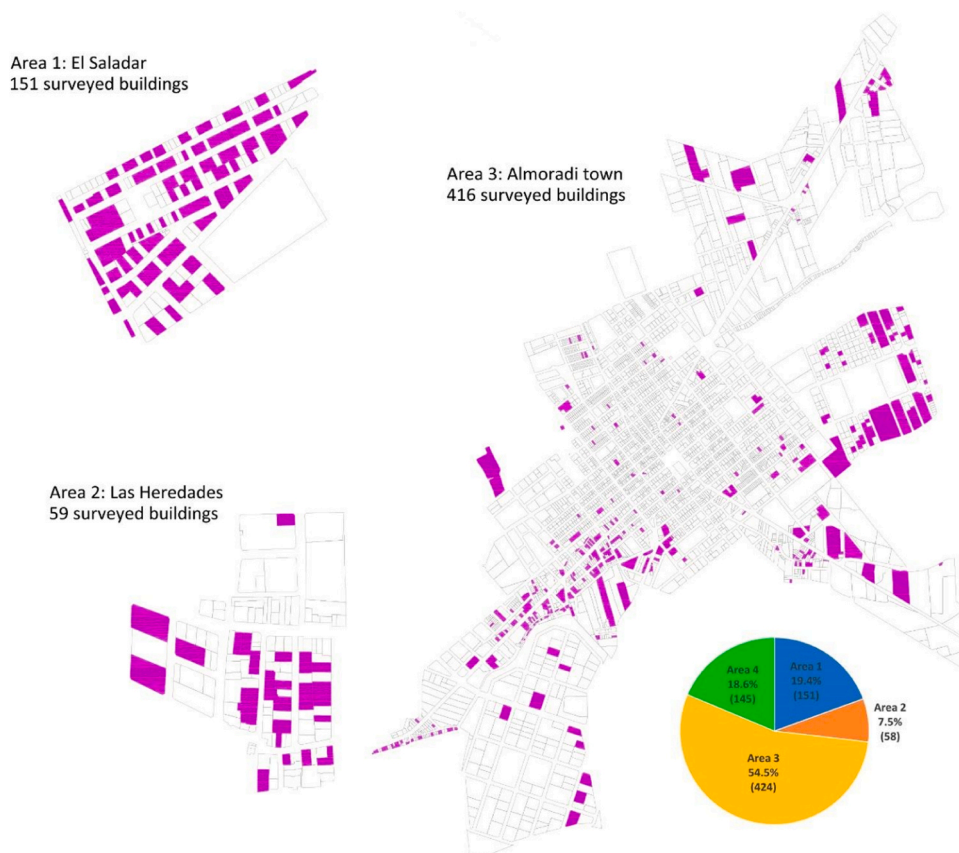 Area 1: El Saladar
151 surveyed buildings
Area 3: Almoradi town
416 surveyed buildings
Area 2: Las Heredades
59 surveyed buildings
Area 4
18.6%
(145)
Area 1
19.4%
(151)
Area 2
7.5%
(58)
Area 3
54.5%
(424)